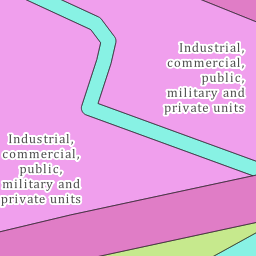 Industrial,
commercial,
public,
military and
private units
Industrial,
commercial,
public,
military and
private units